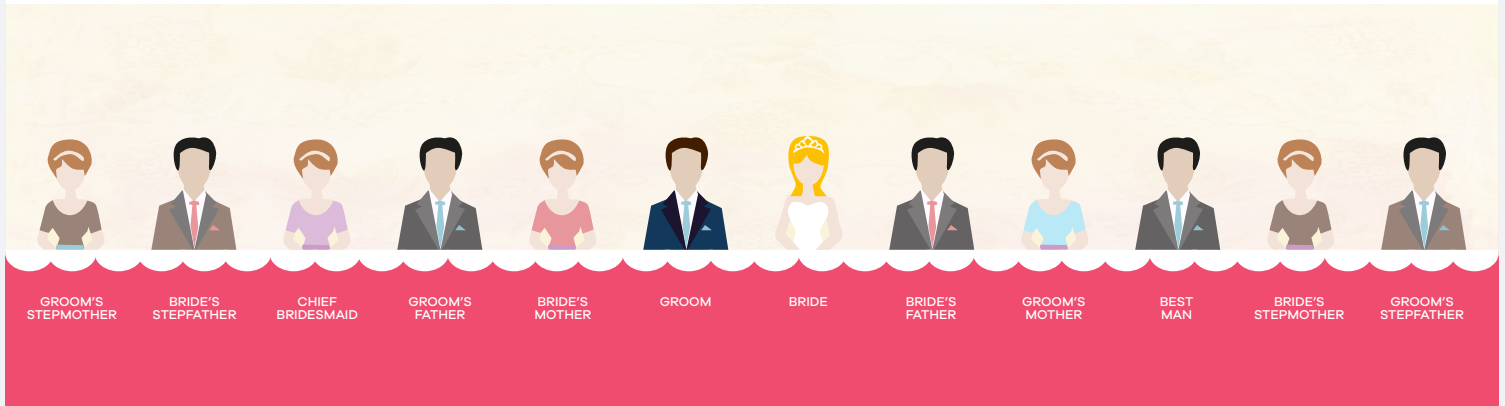 GROOM'S
STEPMOTHER
BRIDE'S
STEPFATHER
CHIEF
BRIDESMAID
GROOM'S
FATHER
BRIDE'S
MOTHER
GROOM
BRIDE
BRIDE'S
FATHER
GROOM'S
MOTHER
BEST
MAN
BRIDE'S
STEPMOTHER
GROOM'S
STEPFATHER